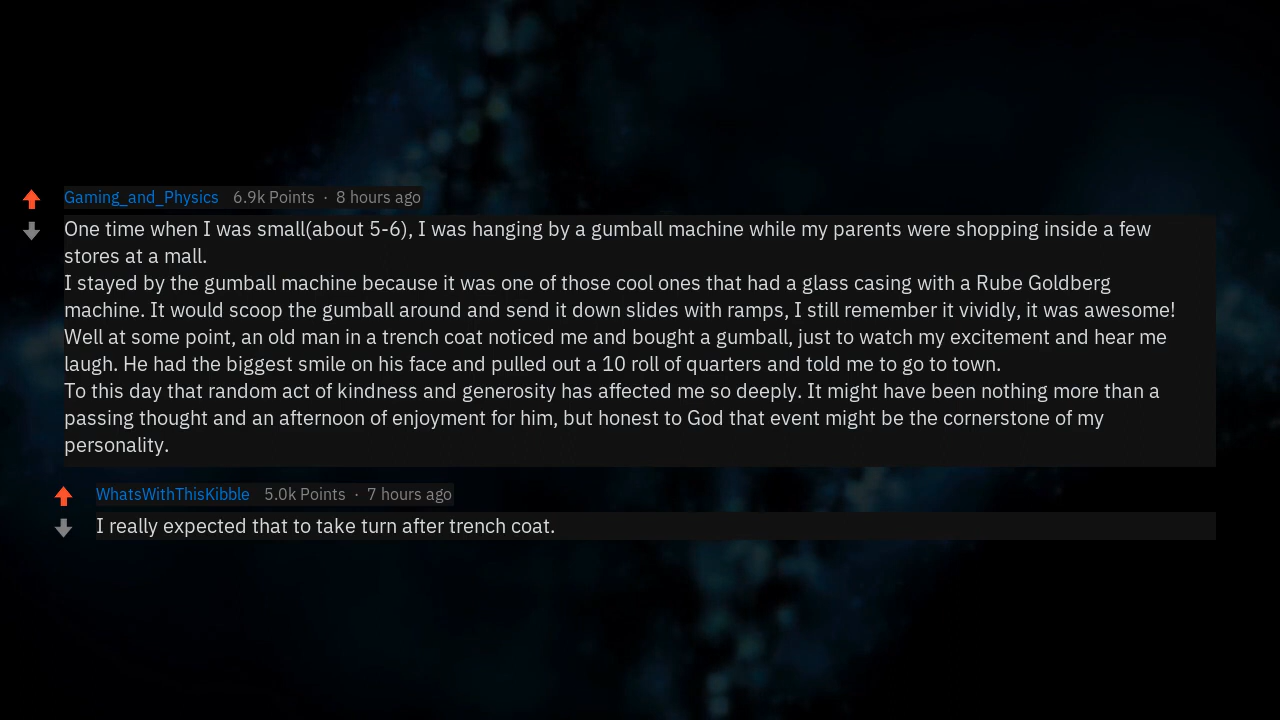 Gaming_and_Physics 6.9k Points · 8 hours ago
One time when I was small(about 5-6), I was hanging by a gumball machine while my parents were shopping inside a few
stores at a mall.
I stayed by the gumball machine because it was one of those cool ones that had a glass casing with a Rube Goldberg
machine. It would scoop the gumball around and send it down slides with ramps, I still remember it vividly, it was awesome!
Well at some point, an old man in a trench coat noticed me and bought a gumball, just to watch my excitement and hear me
laugh. He had the biggest smile on his face and pulled out a 10 roll of quarters and told me to go to town.
To this day that random act of kindness and generosity has affected me so deeply. It might have been nothing more than a
passing thought and an afternoon of enjoyment for him, but honest to God that event might be the cornerstone of my
personality.
WhatsWithThisKibble 5.0k Points · 7 hours ago
I really expected that to take turn after trench coat.